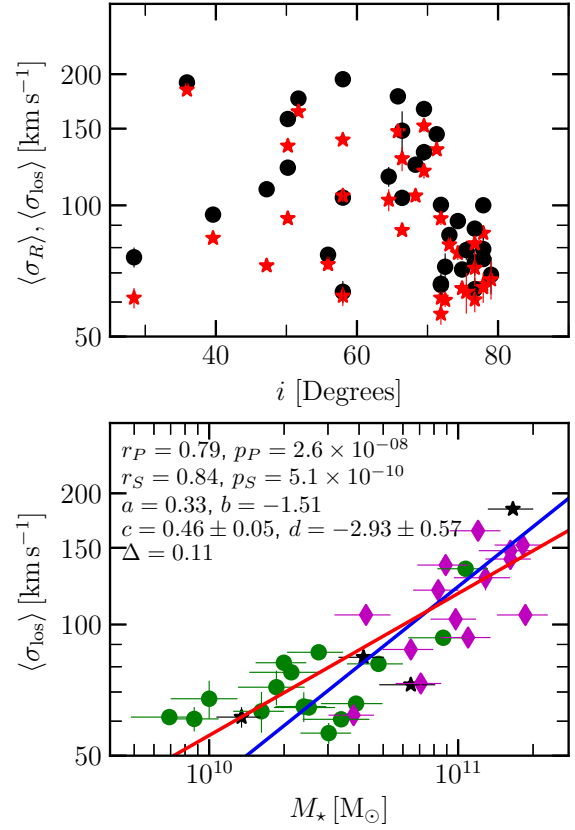 200
150
100
50
⟨σ_R⟩, ⟨σ_los⟩ [km s⁻¹]
40 60 80
i [Degrees]
r_P = 0.79, p_P = 2.6 × 10⁻⁰⁸
r_S = 0.84, p_S = 5.1 × 10⁻¹⁰
a = 0.33, b = −1.51
c = 0.46 ± 0.05, d = −2.93 ± 0.57
Δ = 0.11
200
150
100
50
⟨σ_los⟩ [km s⁻¹]
10¹⁰ 10¹¹
M⋆ [M⊙]